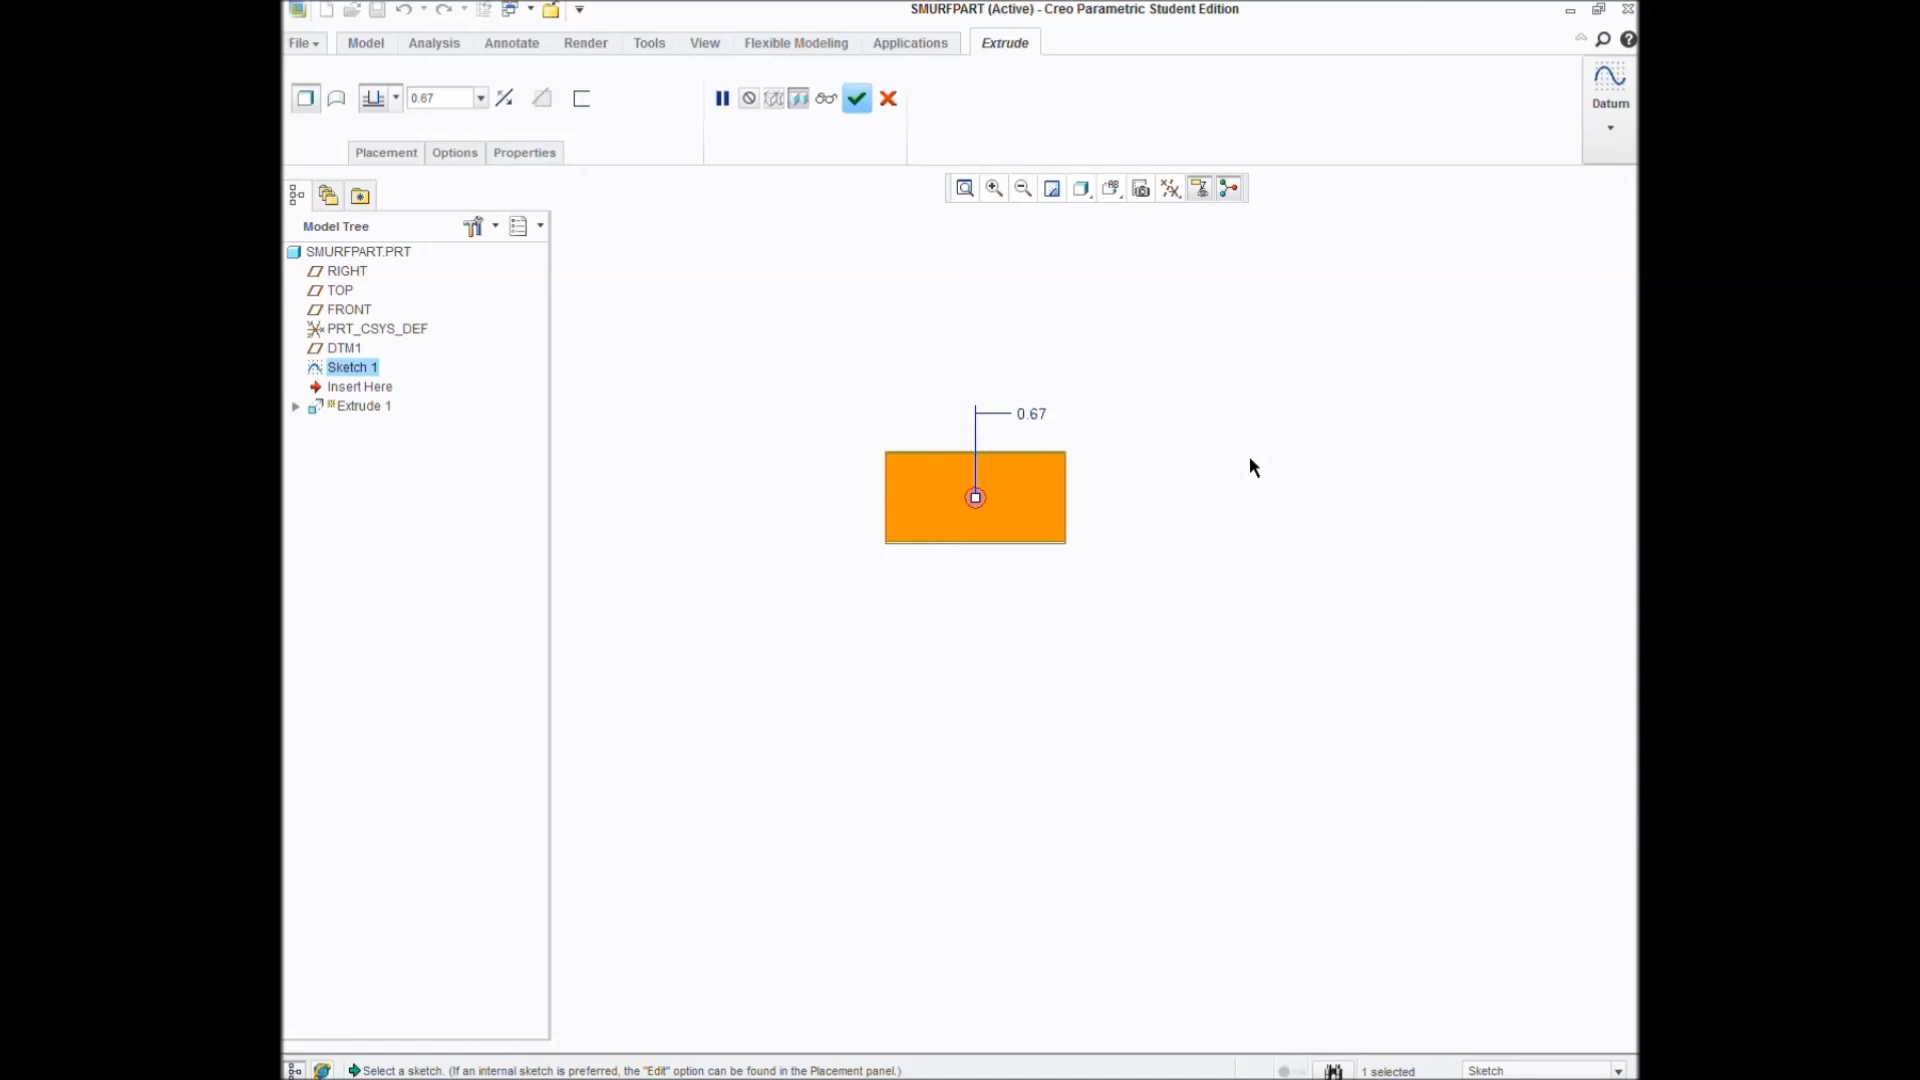 SMURFPART (Active) - Creo Parametric Student Edition
File Model Analysis Annotate Render Tools View Flexible Modeling Applications Extrude
0.67
Datum
Placement Options Properties
Model Tree
SMURFPART.PRT
RIGHT
TOP
FRONT
PRT_CSYS_DEF
DTM1
Sketch 1
Insert Here
Extrude 1
0.67
Select a sketch. (If an internal sketch is preferred, the "Edit" option can be found in the Placement panel.)
1 selected
Sketch